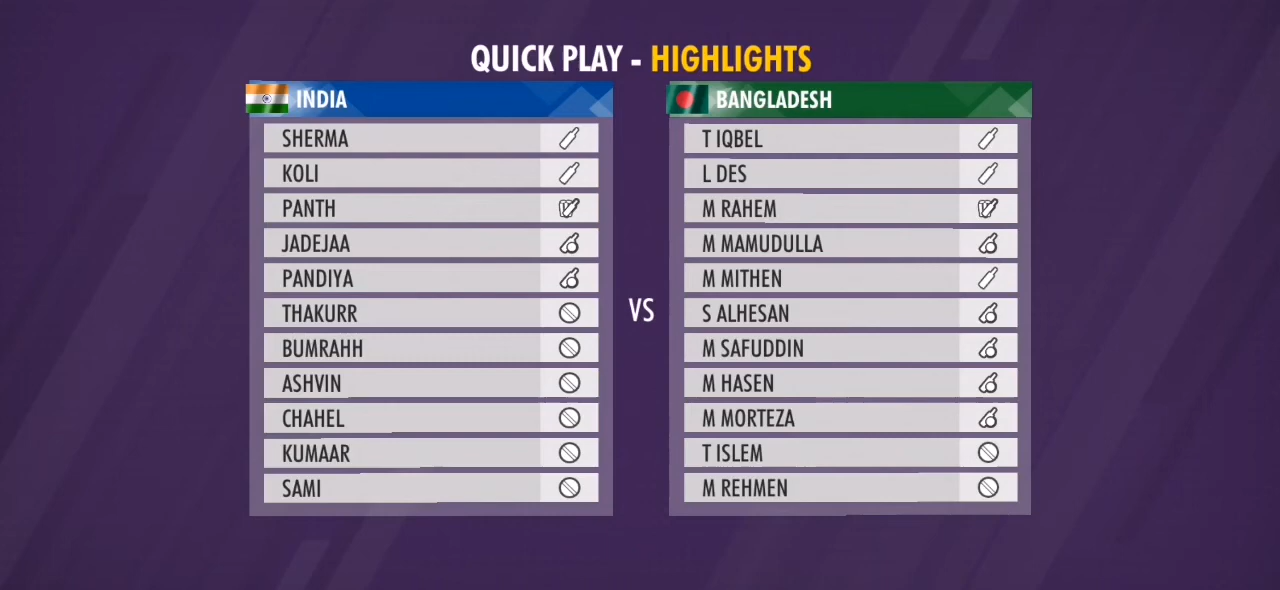 QUICK PLAY - HIGHLIGHTS
INDIA
SHERMA
KOLI
PANTH
JADEJAA
PANDIYA
THAKURR
BUMRAHH
ASHVIN
CHAHEL
KUMAAR
SAMI
VS
BANGLADESH
T IQBEL
L DES
M RAHEM
M MAMUDULLA
M MITHEN
S ALHESAN
M SAFUDDIN
M HASEN
M MORTEZA
T ISLEM
M REHMEN